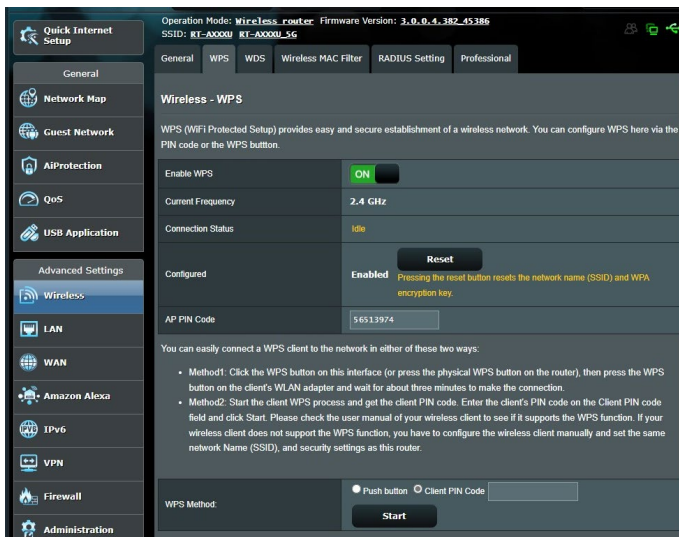 Quick Internet
Setup
General
Network Map
Guest Network
AiProtection
QoS
USB Application
Advanced Settings
Wireless
LAN
WAN
Amazon Alexa
IPv6
VPN
Firewall
Administration
Operation Mode: Wireless router Firmware Version: 3.0.0.4.382_45386
SSID: RT-AXXXU RT-AXXXU_5G
General WPS WDS Wireless MAC Filter RADIUS Setting Professional
Wireless - WPS
WPS (WiFi Protected Setup) provides easy and secure establishment of a wireless network. You can configure WPS here via the
PIN code or the WPS buttton.
Enable WPS ON
Current Frequency 2.4 GHz
Connection Status Idle
Configured Enabled Reset
Pressing the reset button resets the network name (SSID) and WPA
encryption key.
AP PIN Code 56513974
You can easily connect a WPS client to the network in either of these two ways:
• Method1: Click the WPS button on this interface (or press the physical WPS button on the router), then press the WPS
button on the client's WLAN adapter and wait for about three minutes to make the connection.
• Method2: Start the client WPS process and get the client PIN code. Enter the client's PIN code on the Client PIN code
field and click Start. Please check the user manual of your wireless client to see if it supports the WPS function. If your
wireless client does not support the WPS function, you have to configure the wireless client manually and set the same
network Name (SSID), and security settings as this router.
WPS Method: Push button Client PIN Code
Start